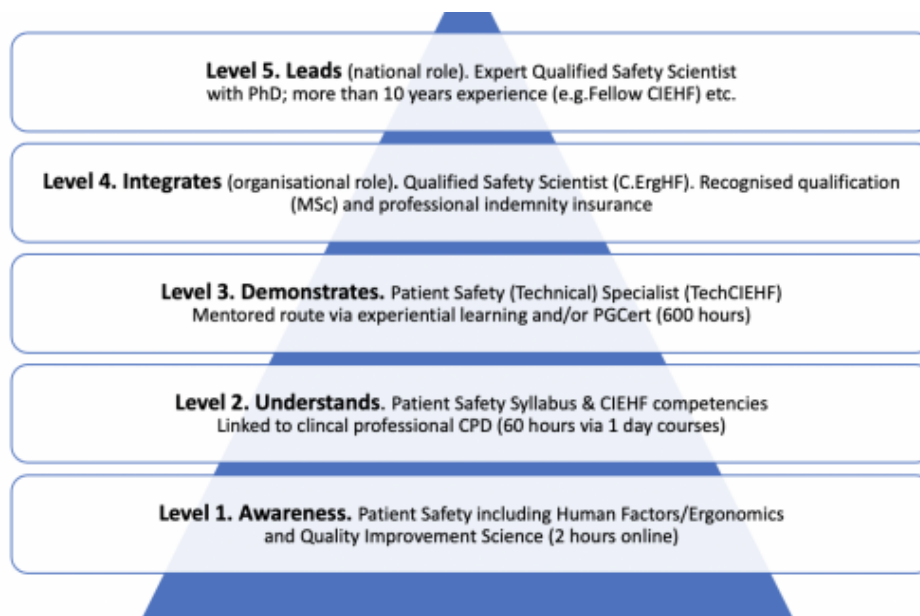 Level 5. Leads (national role). Expert Qualified Safety Scientist
with PhD; more than 10 years experience (e.g.Fellow CIEHF) etc.
Level 4. Integrates (organisational role). Qualified Safety Scientist (C.ErgHF). Recognised qualification
(MSc) and professional indemnity insurance
Level 3. Demonstrates. Patient Safety (Technical) Specialist (TechCIEHF)
Mentored route via experiential learning and/or PGCert (600 hours)
Level 2. Understands. Patient Safety Syllabus & CIEHF competencies
Linked to clincal professional CPD (60 hours via 1 day courses)
Level 1. Awareness. Patient Safety including Human Factors/Ergonomics
and Quality Improvement Science (2 hours online)